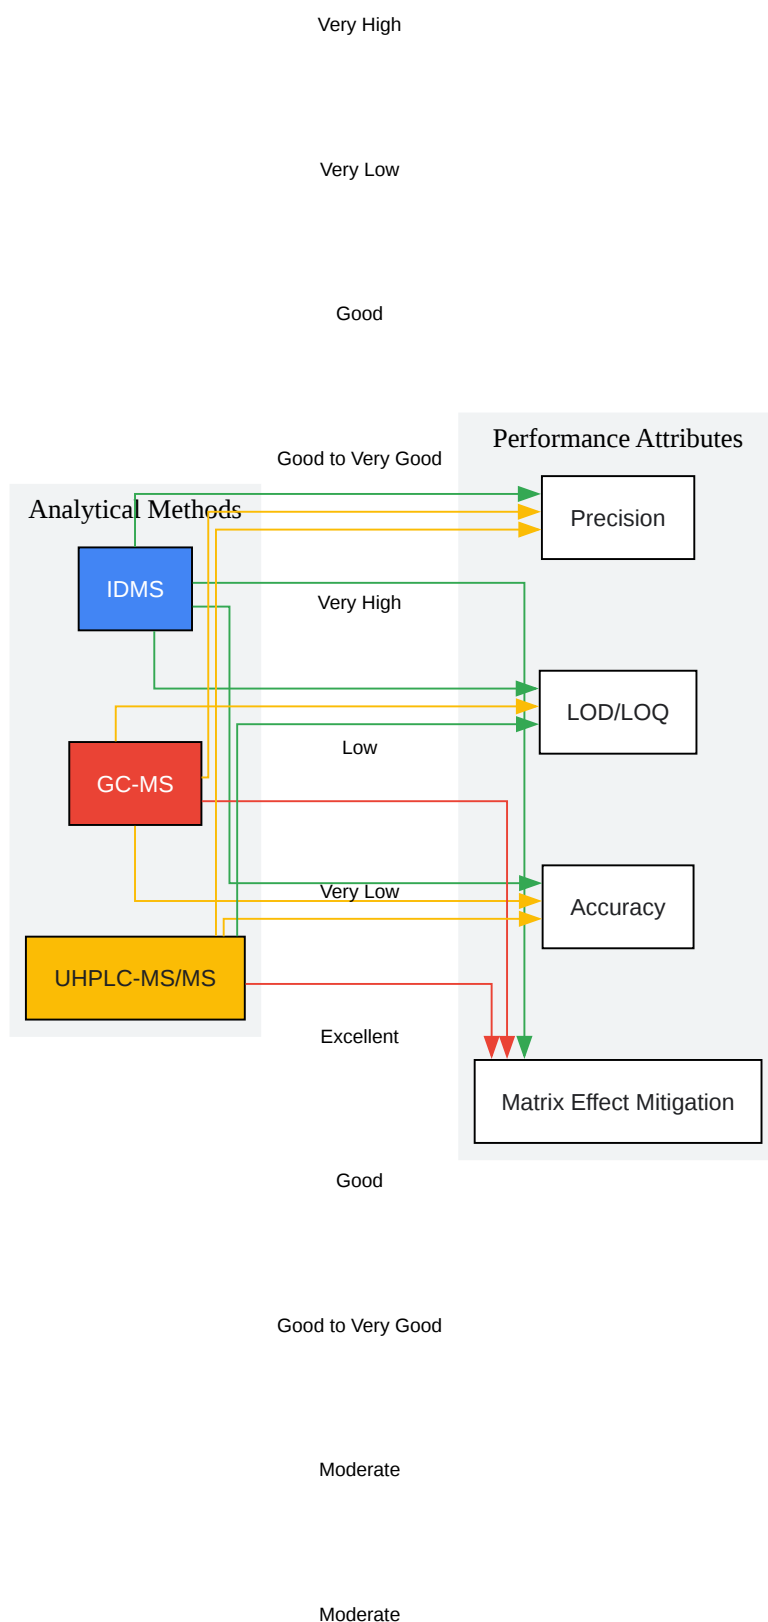 Very High
Very Low
Good
Performance Attributes
Good to Very Good
Analytical Methods
Precision
IDMS
Very High
LOD/LOQ
Low
GC-MS
Very Low
Accuracy
UHPLC-MS/MS
Excellent
Matrix Effect Mitigation
Good
Good to Very Good
Moderate
Moderate